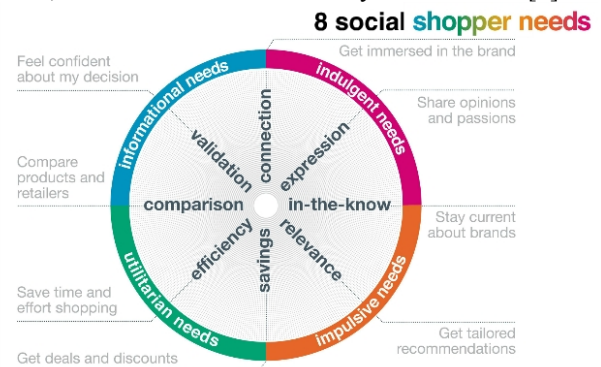 8 social shopper needs
Get immersed in the brand
Feel confident
about my decision
informational needs
indulgent needs
Share opinions
and passions
validation
connection
expression
Compare
products and
retailers
comparison
in-the-know
Stay current
about brands
efficiency
savings
relevance
utilitarian needs
impulsive needs
Save time and
effort shopping
Get tailored
recommendations
Get deals and discounts